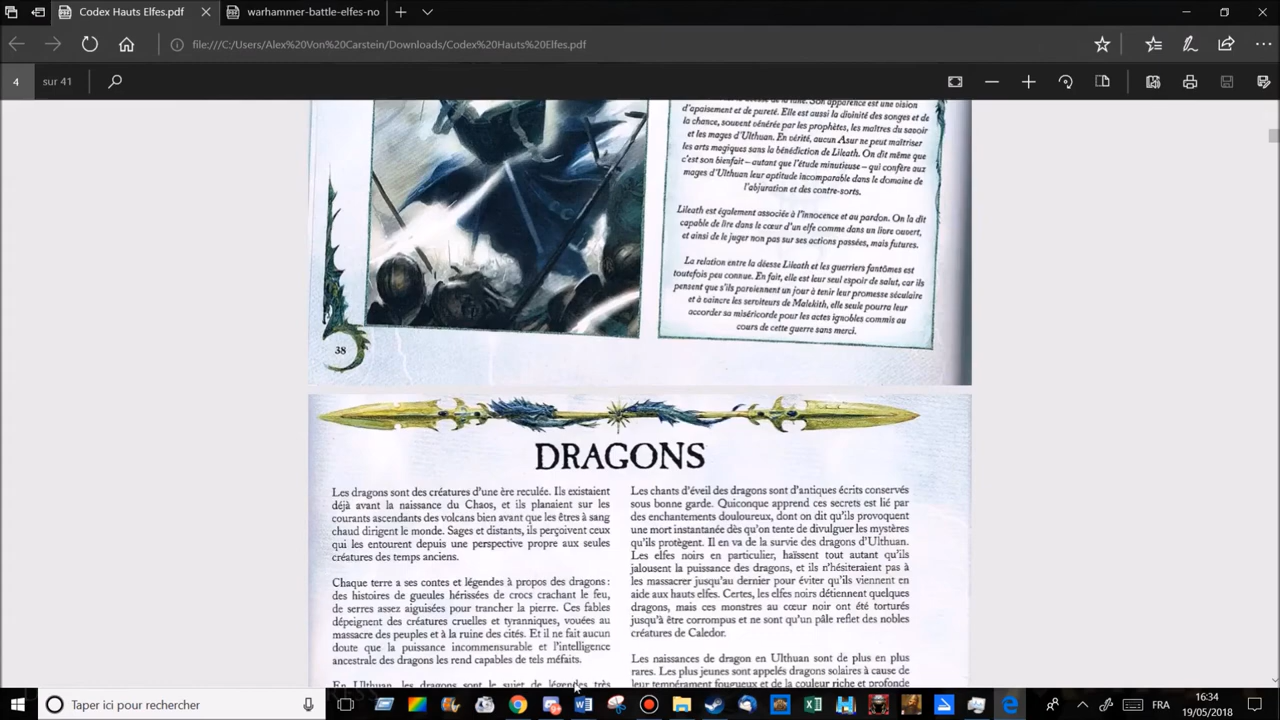 Codex Hauts Elfes.pdf
warhammer-battle-elfes-no
file:///C:/Users/Alex%20Von%20Carstein/Downloads/Codex%20Hauts%20Elfes.pdf
4 sur 41
d'apaisement et de pureté. Elle est aussi la divinité des songes et de
la chance, souvent vénérée par les prophètes, les maîtres du savoir
et les mages d'Ulthuan. En vérité, aucun Asur ne peut maîtriser
les arts magiques sans la bénédiction de Lileath. On dit même que
c'est son bienfait – autant que l'étude minutieuse – qui confère aux
mages d'Ulthuan leur aptitude incomparable dans le domaine de
l'abjuration et des contre-sorts.
Lileath est également associée à l'innocence et au pardon. On la dit
capable de lire dans le cœur d'un elfe comme dans un livre ouvert,
et ainsi de le juger non pas sur ses actions passées, mais futures.
La relation entre la déesse Lileath et les guerriers fantômes est
toutefois peu connue. En fait, elle est leur seul espoir de salut, car ils
pensent que s'ils parviennent un jour à tenir leur promesse séculaire
et à vaincre les serviteurs de Malekith, elle seule pourra leur
accorder sa miséricorde pour les actes ignobles commis au
cours de cette guerre sans merci.
38
DRAGONS
Les dragons sont des créatures d'une ère reculée. Ils existaient
déjà avant la naissance du Chaos, et ils planaient sur les
courants ascendants des volcans bien avant que les êtres à sang
chaud dirigent le monde. Sages et distants, ils perçoivent ceux
qui les entourent depuis une perspective propre aux seules
créatures des temps anciens.
Chaque terre a ses contes et légendes à propos des dragons :
des histoires de gueules hérissées de crocs crachant le feu,
de serres assez aiguisées pour trancher la pierre. Ces fables
dépeignent des créatures cruelles et tyranniques, vouées au
massacre des peuples et à la ruine des cités. Et il ne fait aucun
doute que la puissance incommensurable et l'intelligence
ancestrale des dragons les rend capables de tels méfaits.
En Ulthuan, les dragons sont le sujet de légendes très
Les chants d'éveil des dragons sont d'antiques écrits conservés
sous bonne garde. Quiconque apprend ces secrets est lié par
des enchantements douloureux, dont on dit qu'ils provoquent
une mort instantanée dès qu'on tente de divulguer les mystères
qu'ils protègent. Il en va de la survie des dragons d'Ulthuan.
Les elfes noirs en particulier, haïssent tout autant qu'ils
jalousent la puissance des dragons, et ils n'hésiteraient pas à
les massacrer jusqu'au dernier pour éviter qu'ils viennent en
aide aux hauts elfes. Certes, les elfes noirs détiennent quelques
dragons, mais ces monstres au cœur noir ont été torturés
jusqu'à être corrompus et ne sont qu'un pâle reflet des nobles
créatures de Caledor.
Les naissances de dragon en Ulthuan sont de plus en plus
rares. Les plus jeunes sont appelés dragons solaires à cause de
leur tempérament fougueux et de la couleur riche et profonde
Taper ici pour rechercher
FRA
16:34
19/05/2018